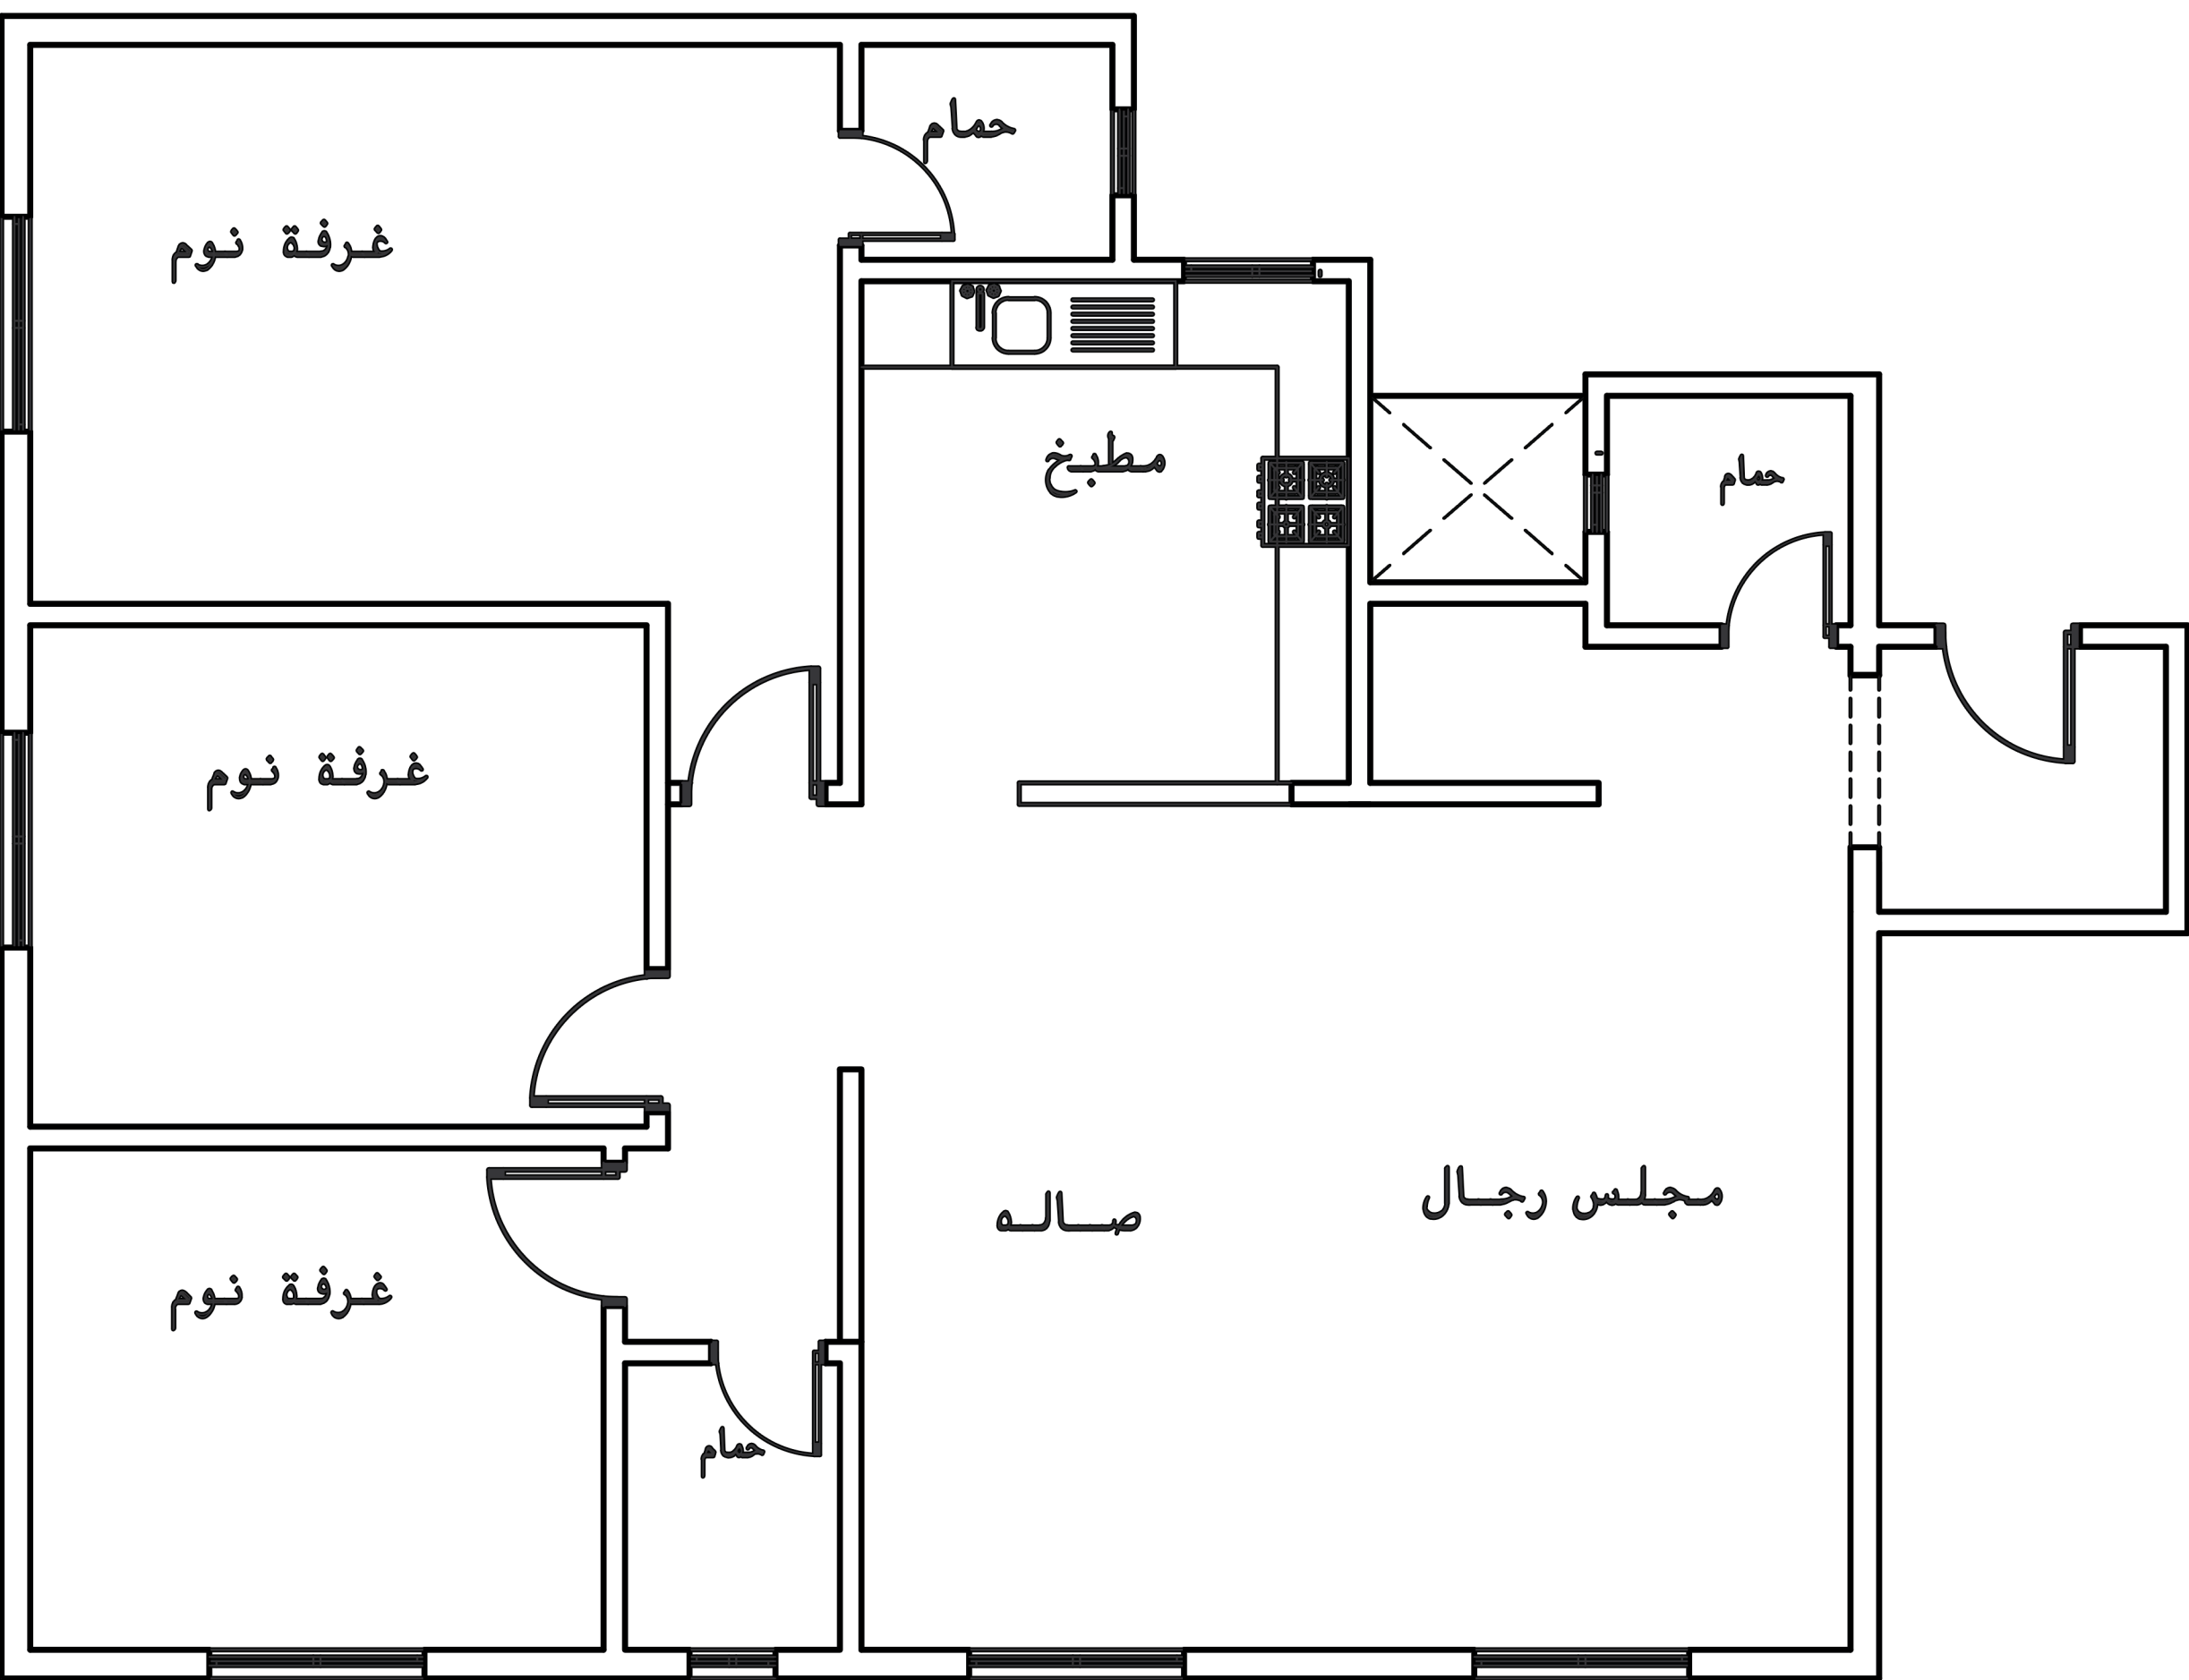 حمام
غرفة نوم
مطبخ
حمام
غرفة نوم
مجلس رجال
صاله
غرفة نوم
حمام